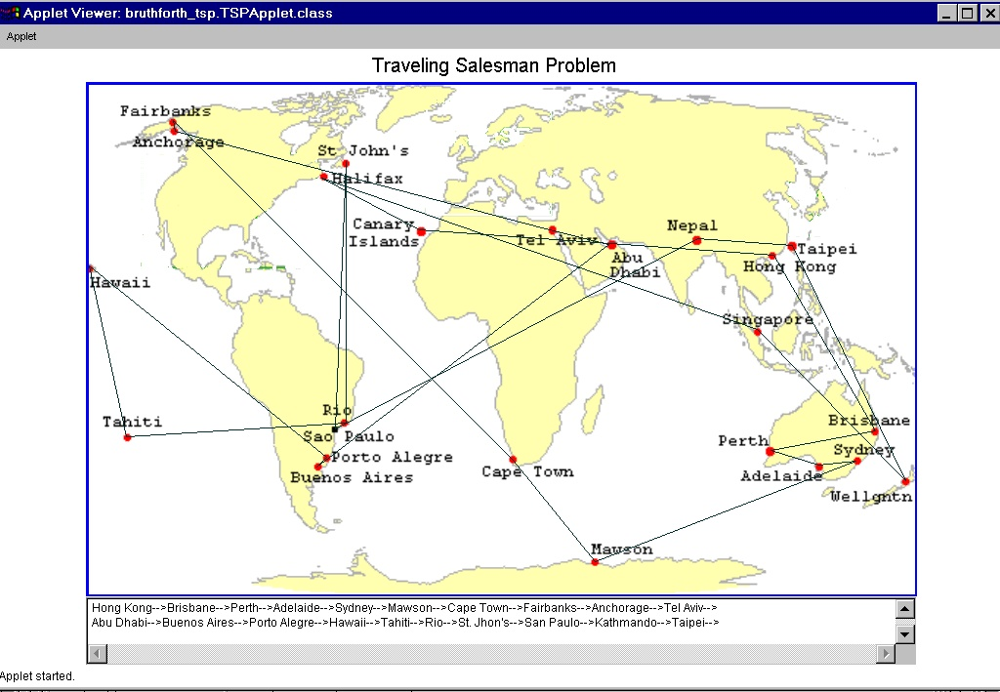 Applet Viewer: bruthforth_tsp.TSPApplet.class
Applet
Traveling Salesman Problem
Fairbanks
Anchorage
St John's
Halifax
Canary
Islands
Tel Aviv
Nepal
Abu
Dhabi
Taipei
Hong Kong
Hawaii
Singapore
Tahiti
Rio
Sao Paulo
Porto Alegre
Buenos Aires
Cape Town
Brisbane
Perth
Sydney
Adelaide
Wellgntn
Mawson
Hong Kong-->Brisbane-->Perth-->Adelaide-->Sydney-->Mawson-->Cape Town-->Fairbanks-->Anchorage-->Tel Aviv-->
Abu Dhabi-->Buenos Aires-->Porto Alegre-->Hawaii-->Tahiti-->Rio-->St. Jhon's-->San Paulo-->Kathmando-->Taipei-->
Applet started.